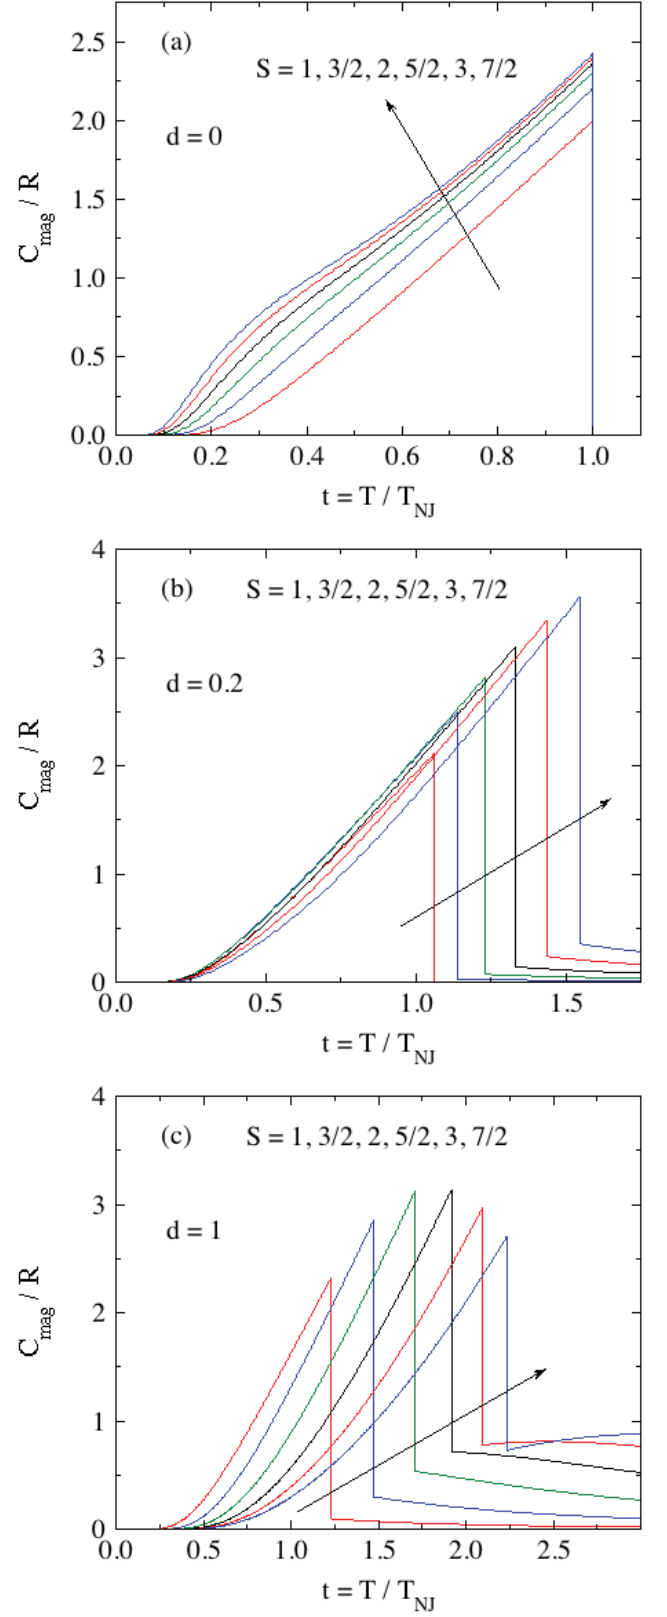 (a)
S = 1, 3/2, 2, 5/2, 3, 7/2
d = 0
C_mag / R
2.5
2.0
1.5
1.0
0.5
0.0
0.0 0.2 0.4 0.6 0.8 1.0
t = T / T_NJ
(b) S = 1, 3/2, 2, 5/2, 3, 7/2
d = 0.2
C_mag / R
4
3
2
1
0
0.0 0.5 1.0 1.5
t = T / T_NJ
(c) S = 1, 3/2, 2, 5/2, 3, 7/2
d = 1
C_mag / R
4
3
2
1
0
0.0 0.5 1.0 1.5 2.0 2.5
t = T / T_NJ